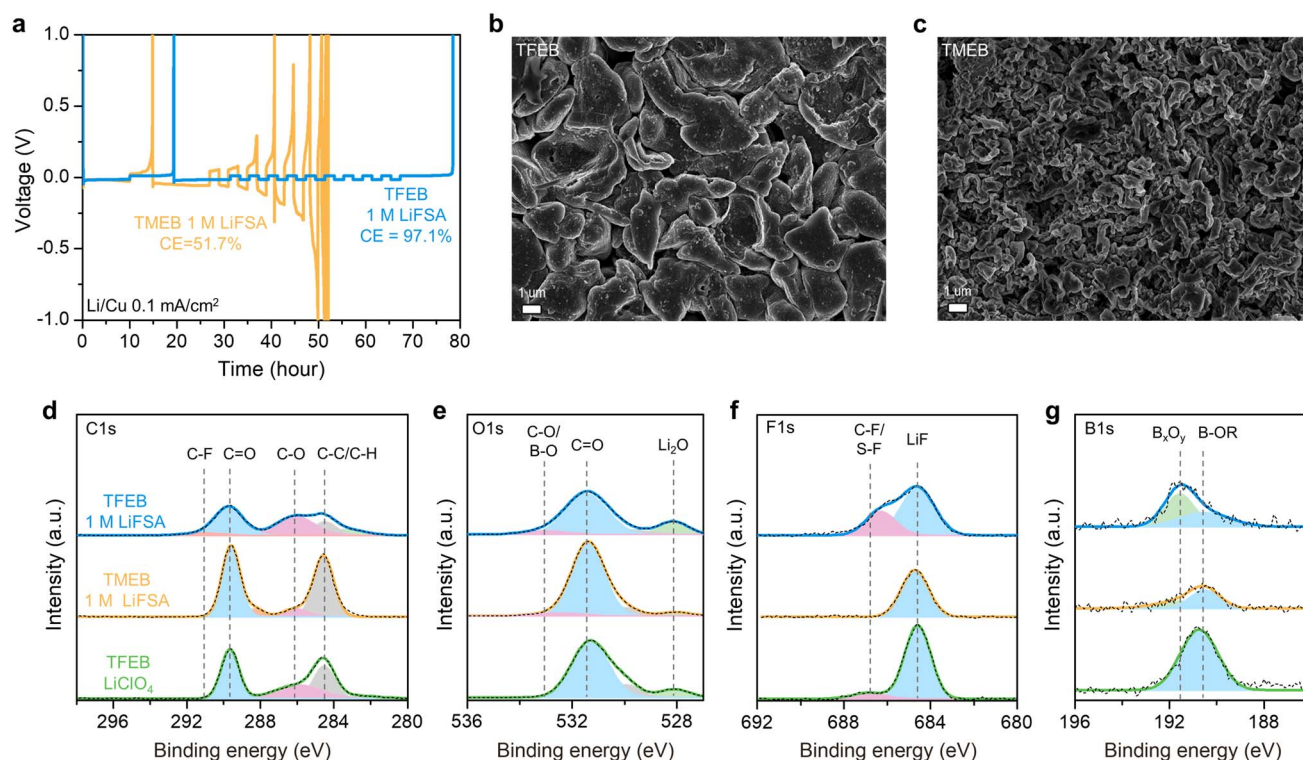 a
1.0
0.5
0.0
-0.5
-1.0
Voltage (V)
TMEB 1 M LiFSA
CE=51.7%
TFEB
1 M LiFSA
CE = 97.1%
Li/Cu 0.1 mA/cm²
0 10 20 30 40 50 60 70 80
Time (hour)
b
TFEB
1 um
c
TMEB
1 um
d
C1s
C-F
C=O
C-O
C-C/C-H
TFEB
1 M LiFSA
TMEB
1 M LiFSA
TFEB
LiClO₄
Intensity (a.u.)
296 292 288 284 280
Binding energy (eV)
e
O1s
C-O/
B-O
C=O
Li₂O
Intensity (a.u.)
536 532 528
Binding energy (eV)
f
F1s
C-F/
S-F
LiF
Intensity (a.u.)
692 688 684 680
Binding energy (eV)
g
B1s
BₓOᵧ
B-OR
Intensity (a.u.)
196 192 188
Binding energy (eV)